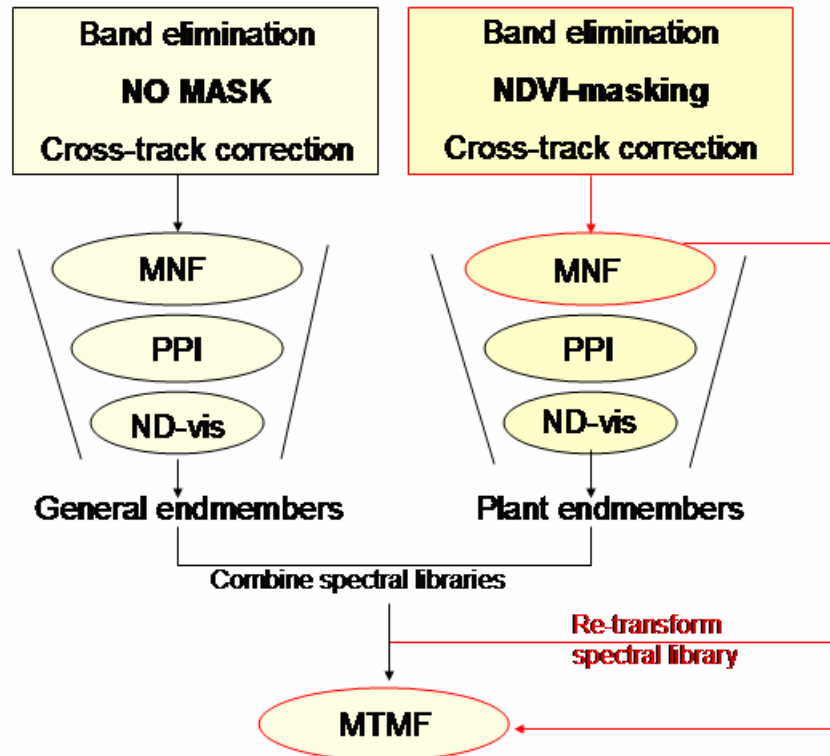 Band elimination
NO MASK
Cross-track correction
Band elimination
NDVI-masking
Cross-track correction
MNF
PPI
ND-vis
General endmembers
MNF
PPI
ND-vis
Plant endmembers
Combine spectral libraries
Re-transform
spectral library
MTMF